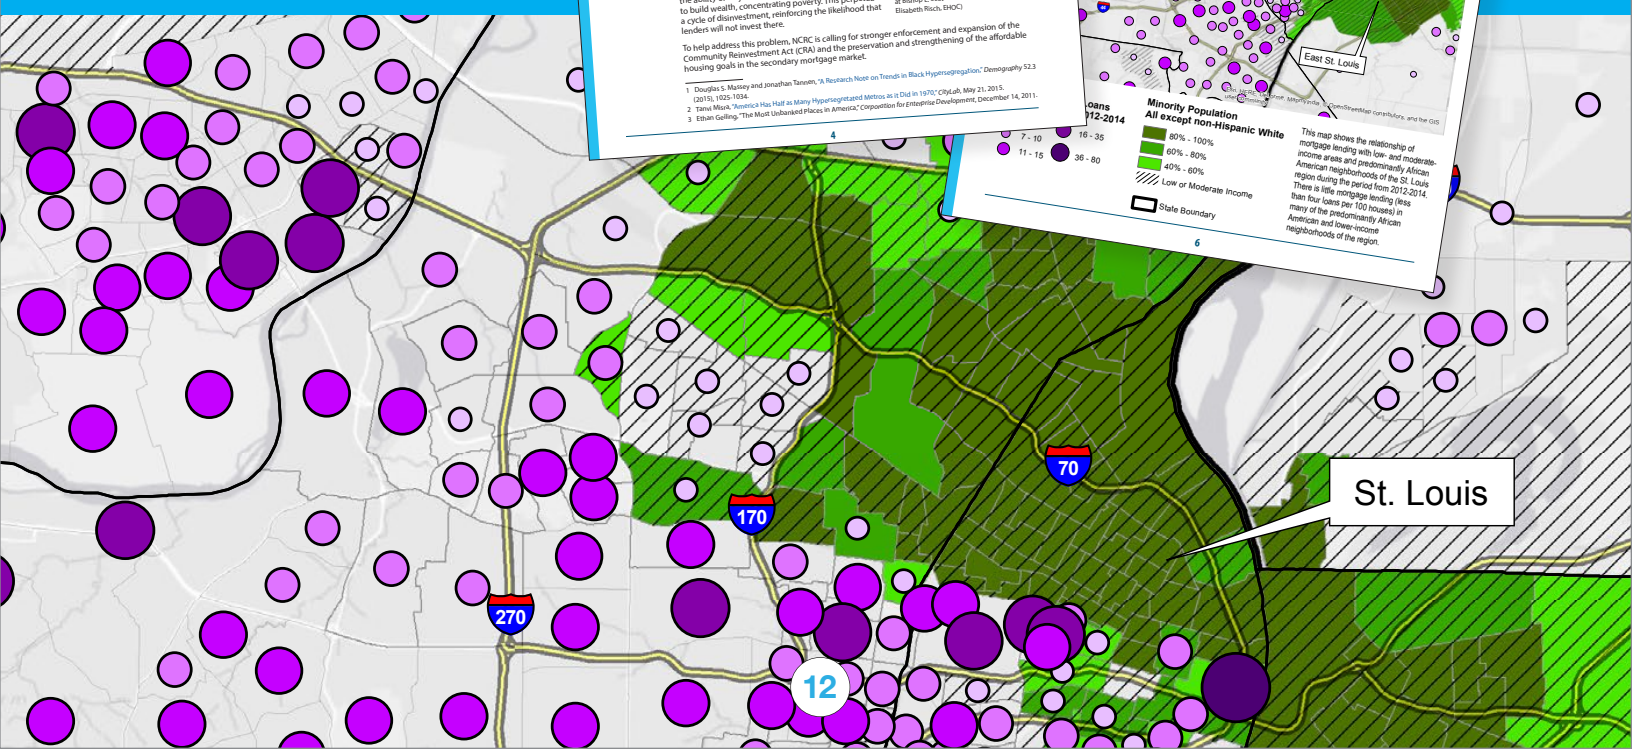 to build wealth, concentrating poverty. This
a cycle of disinvestment, reinforcing the likelihood that
lenders will not invest there.
Elisabeth Risch, EHOC)
To help address this problem, NCRC is calling for stronger enforcement and expansion of the
Community Reinvestment Act (CRA) and the preservation and strengthening of the affordable
housing goals in the secondary mortgage market.
1 Douglas S. Massey and Jonathan Tannen, "A Research Note on Trends in Black Hypersegregation," Demography 52.3
(2015), 1025-1034.
2 Tanvi Misra, "America Has Half as Many Hypersegregated Metros as it Did in 1970," CityLab, May 21, 2015.
3 Ethan Geiling, "The Most Unbanked Places in America," Corporation for Enterprise Development, December 14, 2011.
4
East St. Louis
OpenStreetMap contributors, and the GIS
Loans
2012-2014
7 - 10
16 - 35
11 - 15
36 - 80
Minority Population
All except non-Hispanic White
80% - 100%
60% - 80%
40% - 60%
Low or Moderate Income
State Boundary
This map shows the relationship of
mortgage lending with low- and moderate-
income areas and predominantly African
American neighborhoods of the St. Louis
region during the period from 2012-2014.
There is little mortgage lending (less
than four loans per 100 houses) in
many of the predominantly African
American and lower-income
neighborhoods of the region.
6
70
St. Louis
170
270
12